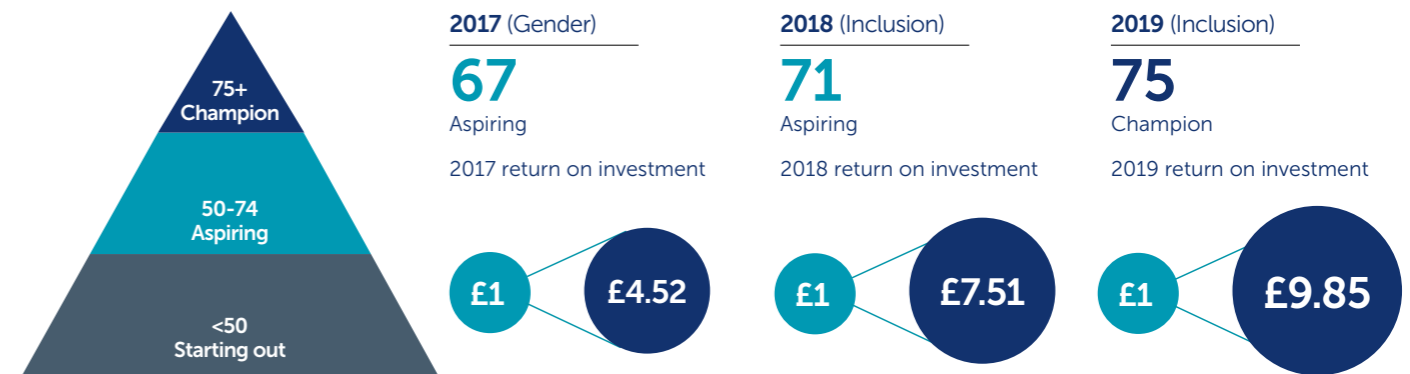 75+
Champion
50-74
Aspiring
<50
Starting out
2017 (Gender)
67
Aspiring
2017 return on investment
£1
£4.52
2018 (Inclusion)
71
Aspiring
2018 return on investment
£1
£7.51
2019 (Inclusion)
75
Champion
2019 return on investment
£1
£9.85